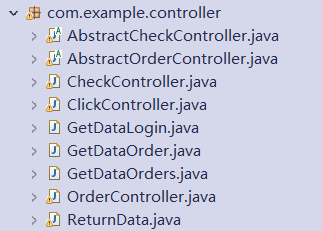 com.example.controller
AbstractCheckController.java
AbstractOrderController.java
CheckController.java
ClickController.java
GetDataLogin.java
GetDataOrder.java
GetDataOrders.java
OrderController.java
ReturnData.java